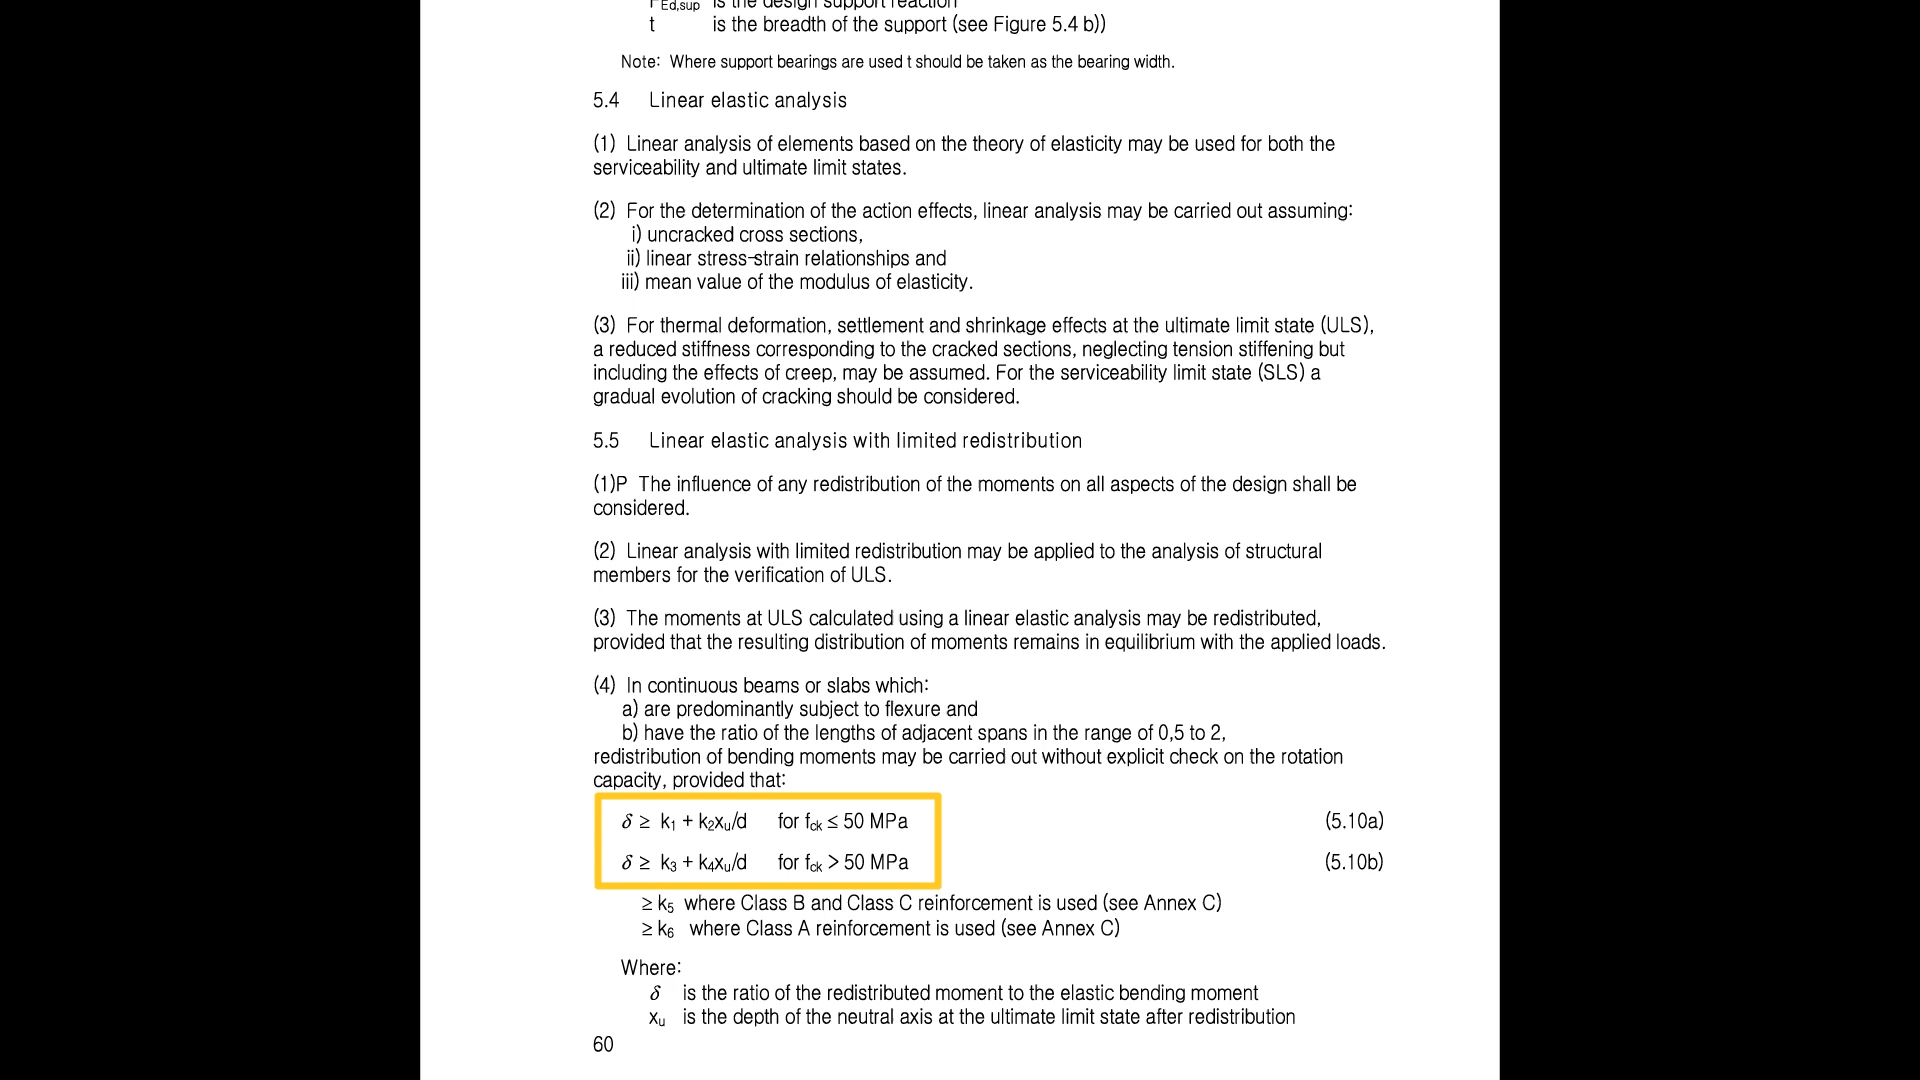 F_Ed,sup is the design support reaction
t is the breadth of the support (see Figure 5.4 b))
Note: Where support bearings are used t should be taken as the bearing width.
5.4 Linear elastic analysis
(1) Linear analysis of elements based on the theory of elasticity may be used for both the
serviceability and ultimate limit states.
(2) For the determination of the action effects, linear analysis may be carried out assuming:
i) uncracked cross sections,
ii) linear stress-strain relationships and
iii) mean value of the modulus of elasticity.
(3) For thermal deformation, settlement and shrinkage effects at the ultimate limit state (ULS),
a reduced stiffness corresponding to the cracked sections, neglecting tension stiffening but
including the effects of creep, may be assumed. For the serviceability limit state (SLS) a
gradual evolution of cracking should be considered.
5.5 Linear elastic analysis with limited redistribution
(1)P The influence of any redistribution of the moments on all aspects of the design shall be
considered.
(2) Linear analysis with limited redistribution may be applied to the analysis of structural
members for the verification of ULS.
(3) The moments at ULS calculated using a linear elastic analysis may be redistributed,
provided that the resulting distribution of moments remains in equilibrium with the applied loads.
(4) In continuous beams or slabs which:
a) are predominantly subject to flexure and
b) have the ratio of the lengths of adjacent spans in the range of 0,5 to 2,
redistribution of bending moments may be carried out without explicit check on the rotation
capacity, provided that:
δ ≥ k₁ + k₂xᵤ/d for f_ck ≤ 50 MPa (5.10a)
δ ≥ k₃ + k₄xᵤ/d for f_ck > 50 MPa (5.10b)
≥ k₅ where Class B and Class C reinforcement is used (see Annex C)
≥ k₆ where Class A reinforcement is used (see Annex C)
Where:
δ is the ratio of the redistributed moment to the elastic bending moment
xᵤ is the depth of the neutral axis at the ultimate limit state after redistribution
60